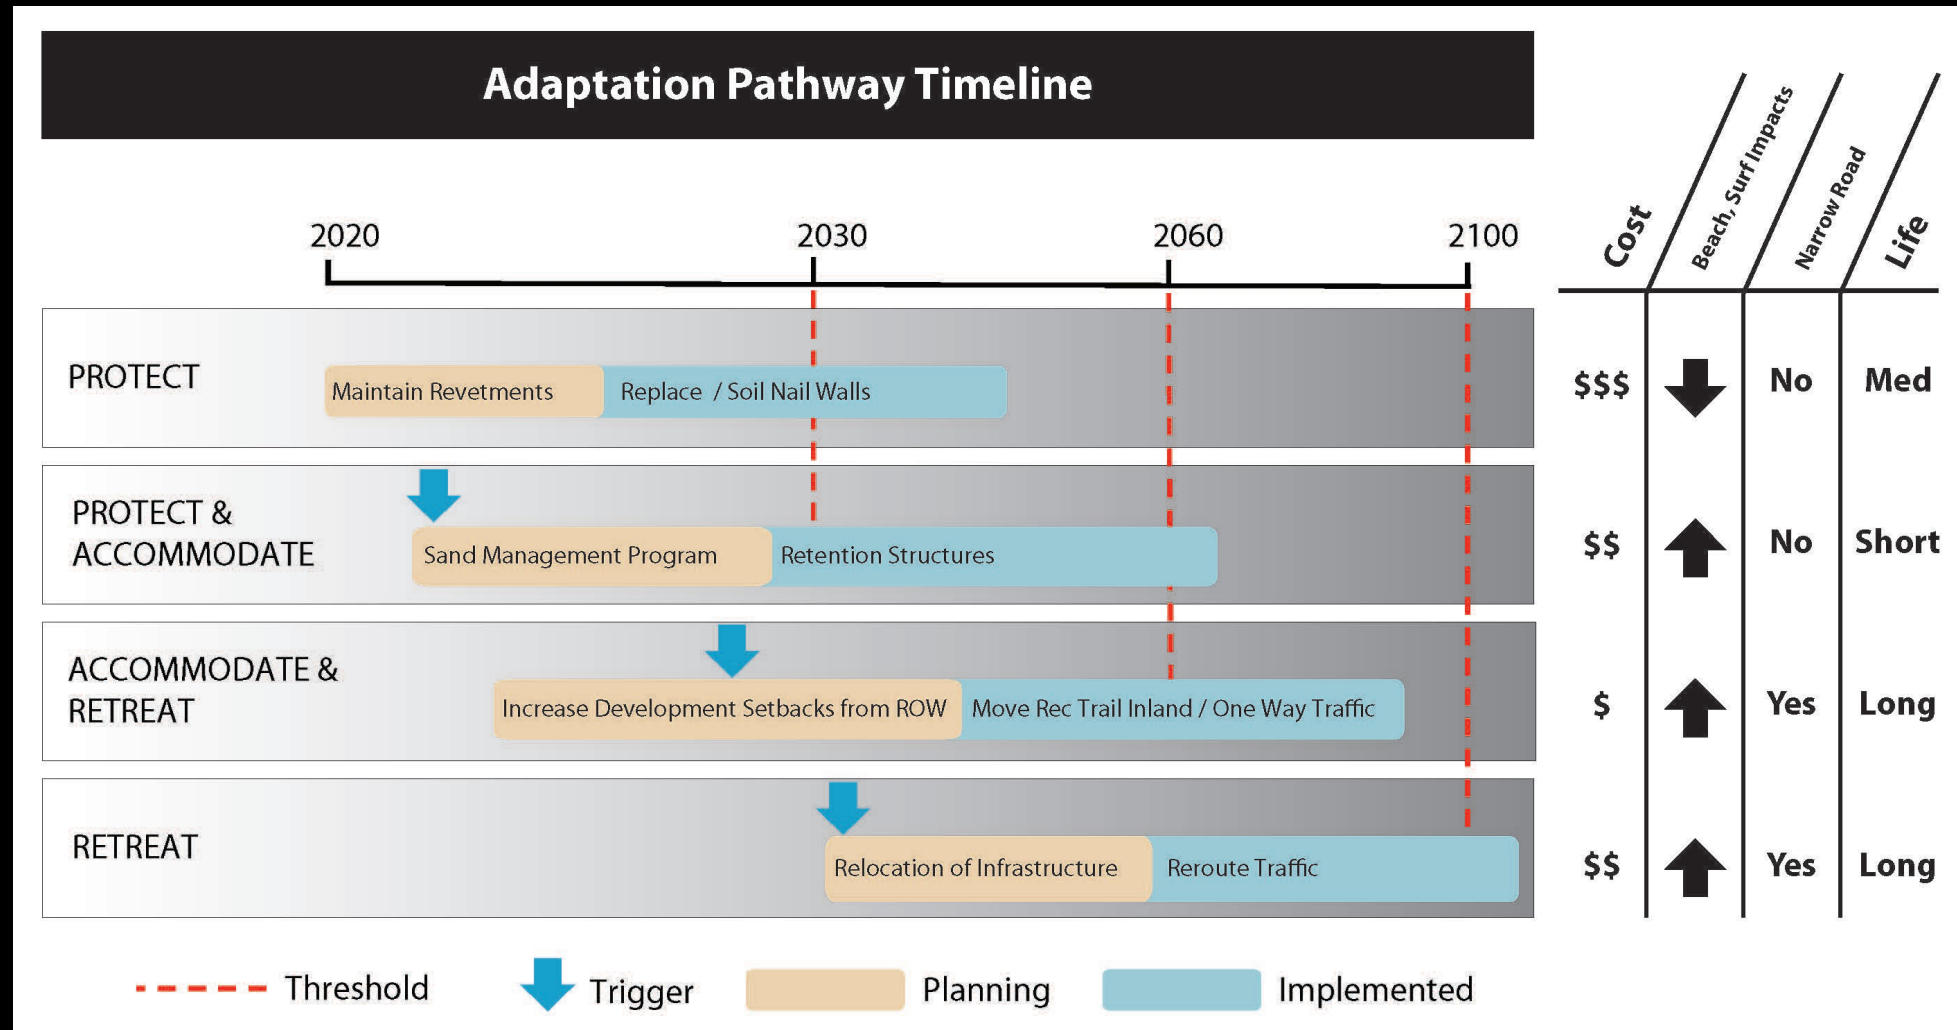 Adaptation Pathway Timeline
2020 2030 2060 2100
Cost
Beach, Surf Impacts
Narrow Road
Life
PROTECT
Maintain Revetments
Replace / Soil Nail Walls
$$$ No Med
PROTECT &
ACCOMMODATE
Sand Management Program
Retention Structures
$$ No Short
ACCOMMODATE &
RETREAT
Increase Development Setbacks from ROW
Move Rec Trail Inland / One Way Traffic
$ Yes Long
RETREAT
Relocation of Infrastructure
Reroute Traffic
$$ Yes Long
Threshold
Trigger
Planning
Implemented